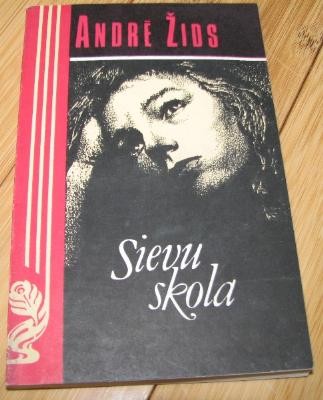 ANDRĒ ŽIDS
Sievu
skola